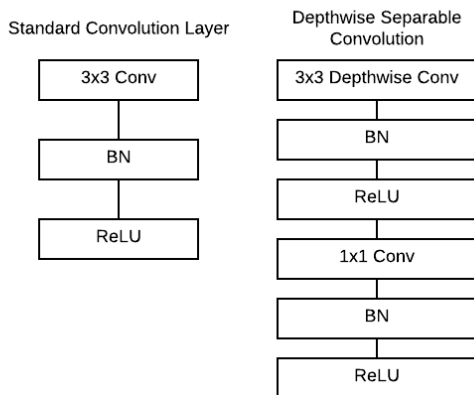 Standard Convolution Layer
3x3 Conv
BN
ReLU
Depthwise Separable
Convolution
3x3 Depthwise Conv
BN
ReLU
1x1 Conv
BN
ReLU